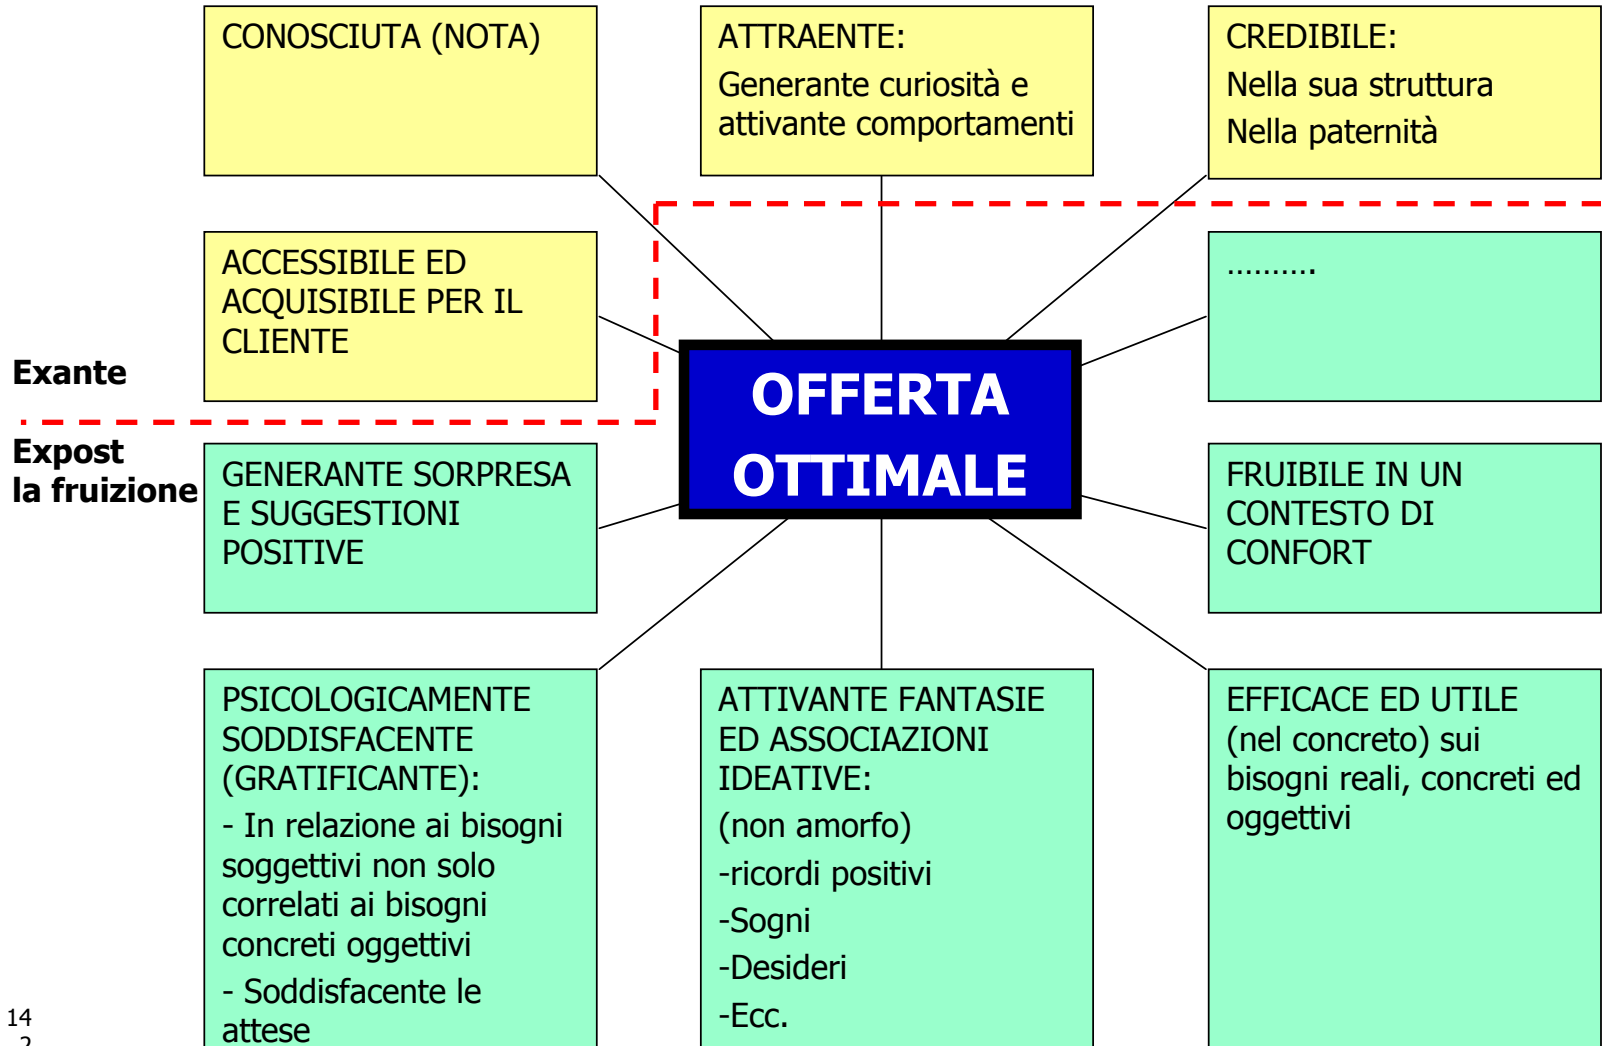 CONOSCIUTA (NOTA)
ATTRAENTE:
Generante curiosità e
attivante comportamenti
CREDIBILE:
Nella sua struttura
Nella paternità
ACCESSIBILE ED
ACQUISIBILE PER IL
CLIENTE
……….
Exante
OFFERTA
OTTIMALE
Expost
la fruizione
GENERANTE SORPRESA
E SUGGESTIONI
POSITIVE
FRUIBILE IN UN
CONTESTO DI
CONFORT
PSICOLOGICAMENTE
SODDISFACENTE
(GRATIFICANTE):
- In relazione ai bisogni
soggettivi non solo
correlati ai bisogni
concreti oggettivi
- Soddisfacente le
attese
ATTIVANTE FANTASIE
ED ASSOCIAZIONI
IDEATIVE:
(non amorfo)
-ricordi positivi
-Sogni
-Desideri
-Ecc.
EFFICACE ED UTILE
(nel concreto) sui
bisogni reali, concreti ed
oggettivi
14
2